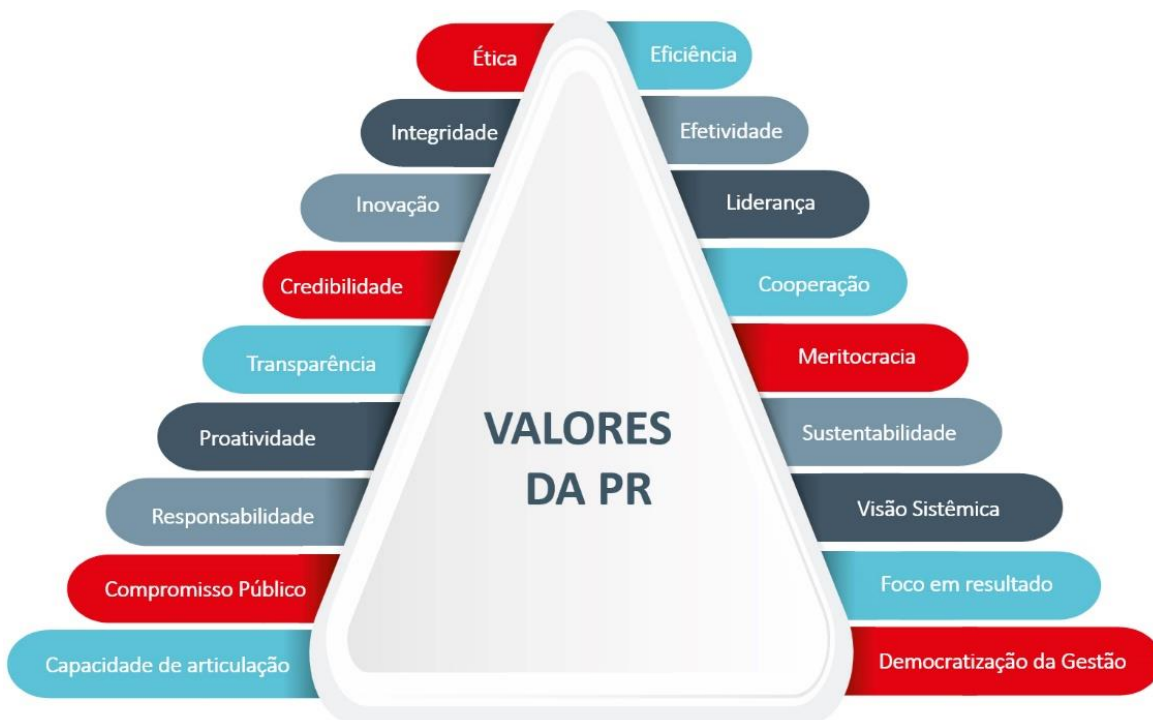 Ética
Eficiência
Integridade
Efetividade
Inovação
Liderança
Credibilidade
Cooperação
Transparência
Meritocracia
Proatividade
Sustentabilidade
Responsabilidade
Visão Sistêmica
Compromisso Público
Foco em resultado
Capacidade de articulação
Democratização da Gestão
VALORES
DA PR